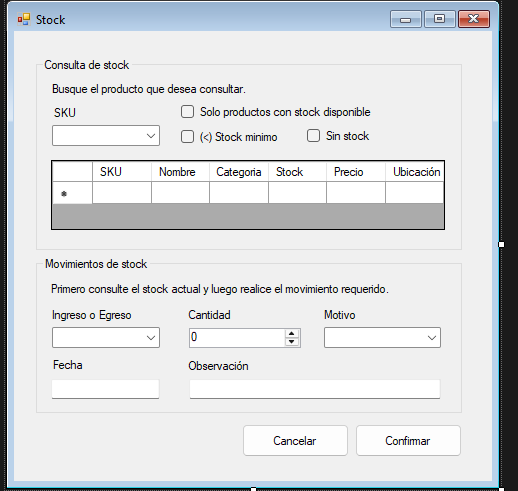 Stock
Consulta de stock
Busque el producto que desea consultar.
SKU
Solo productos con stock disponible
(<) Stock minimo
Sin stock
SKU Nombre Categoria Stock Precio Ubicación
*
Movimientos de stock
Primero consulte el stock actual y luego realice el movimiento requerido.
Ingreso o Egreso Cantidad Motivo
0
Fecha Observación
Cancelar Confirmar